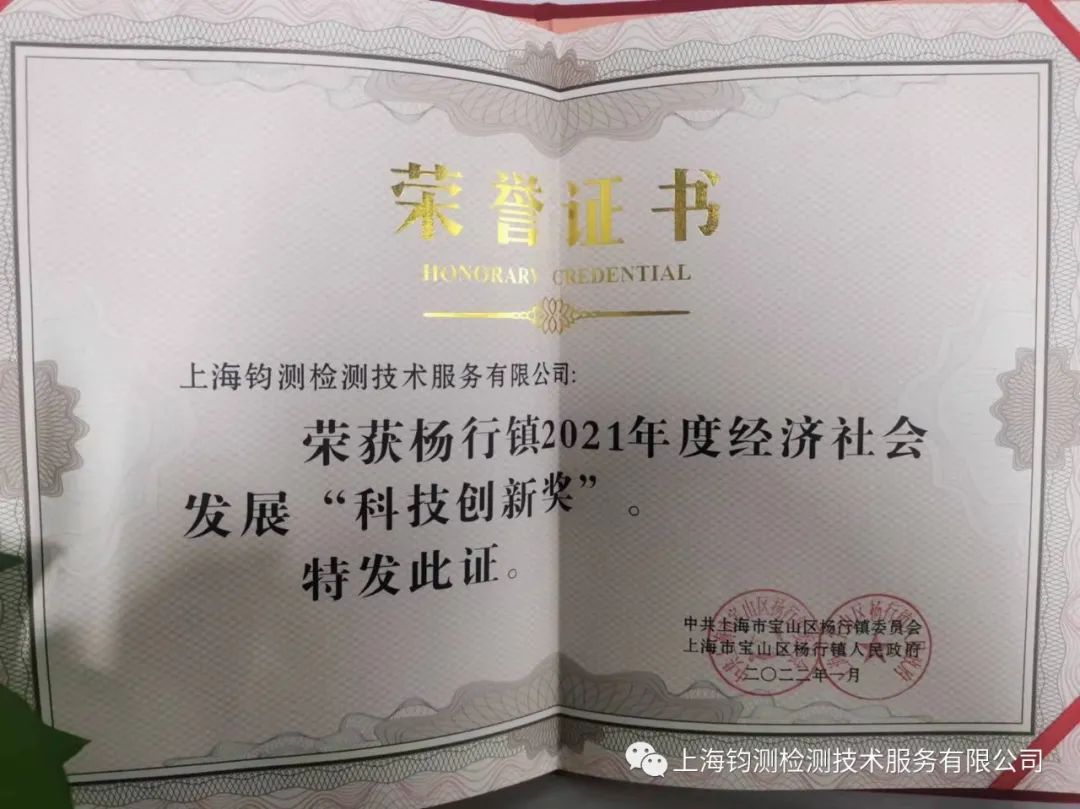 荣誉证书
HONORARY CREDENTIAL
上海钧测检测技术服务有限公司:
荣获杨行镇2021年度经济社会
发展“科技创新奖”。
特发此证。
中共上海市宝山区杨行镇委员会
上海市宝山区杨行镇人民政府
二〇二二年一月
上海钧测检测技术服务有限公司